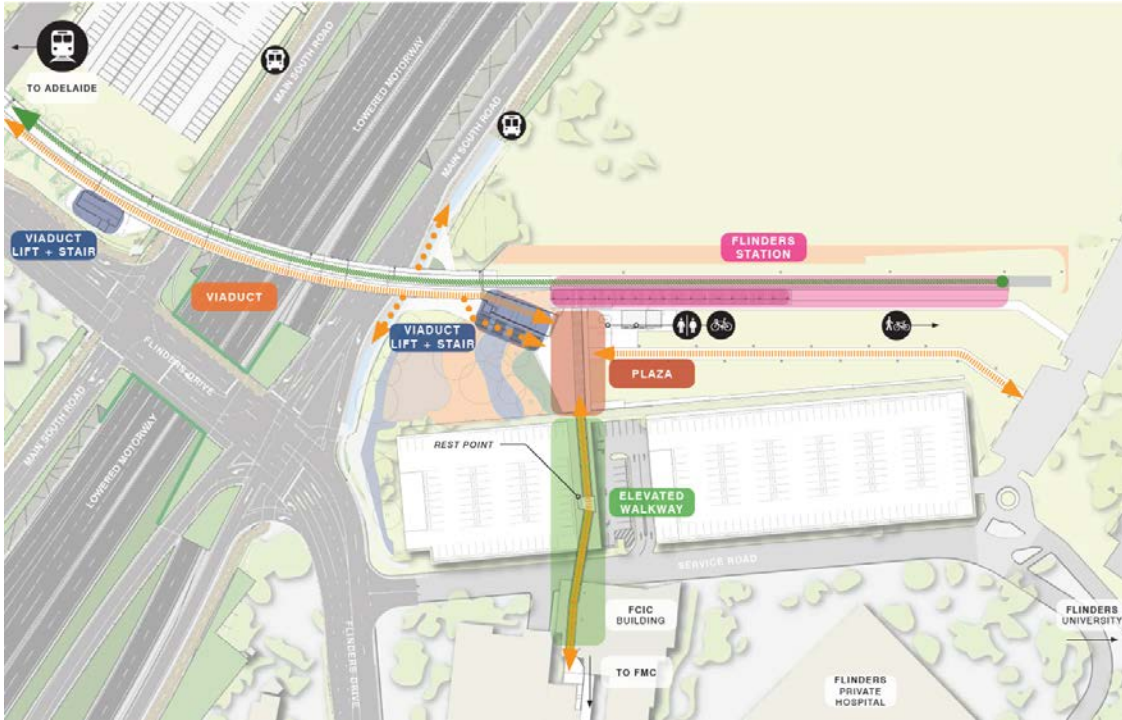 TO ADELAIDE
MAIN SOUTH ROAD
LOWERED MOTORWAY
MAIN SOUTH ROAD
VIADUCT
LIFT + STAIR
VIADUCT
VIADUCT
LIFT + STAIR
FLINDERS
STATION
PLAZA
FLINDERS DRIVE
MAIN SOUTH ROAD
LOWERED MOTORWAY
REST POINT
ELEVATED
WALKWAY
SERVICE ROAD
FCIC
BUILDING
FLINDERS
UNIVERSITY
FLINDERS DRIVE
TO FMC
FLINDERS
PRIVATE
HOSPITAL